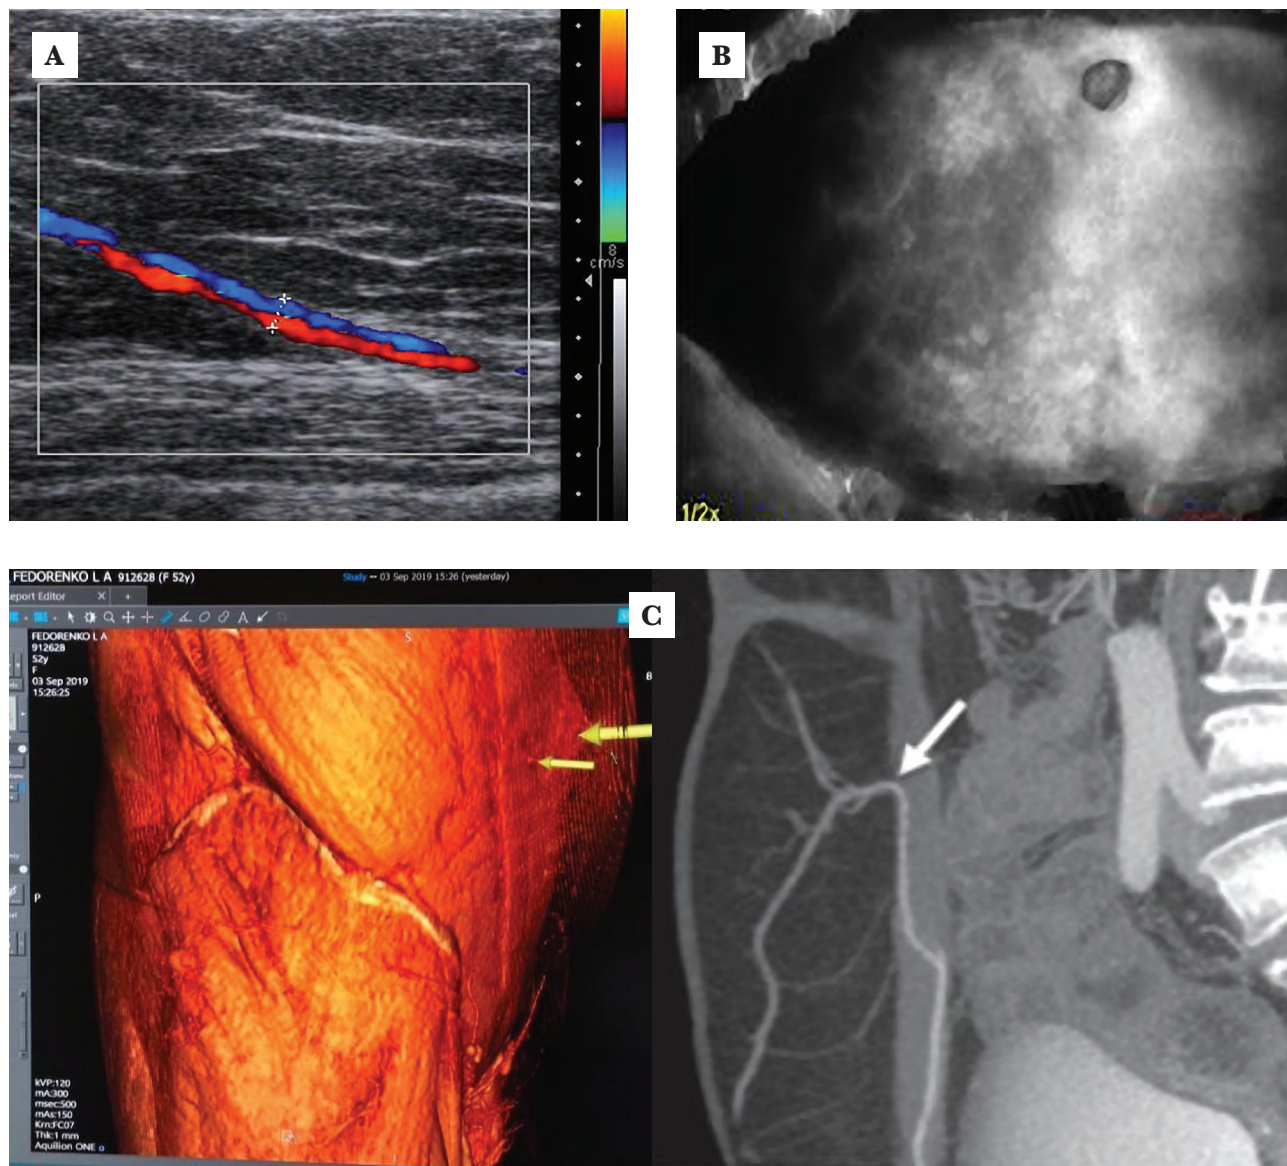 A
8
cm/s
B
1/2x
FEDORENKO L A 912628 (F 52y)
Study -- 03 Sep 2019 15:26 (yesterday)
eport Editor X +
C
FEDORENKO L A
912628
52y
F
03 Sep 2019
15:26:25
S
P
kVP:120
mA:300
msec:500
mAs:150
Krn:FC07
Thk:1 mm
Aquilion ONE